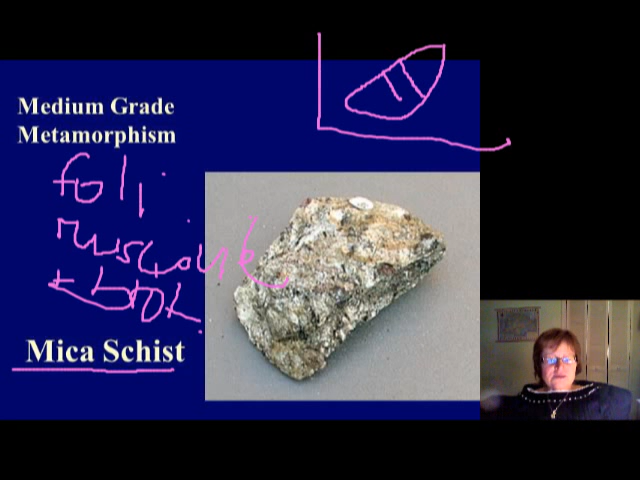 Medium Grade
Metamorphism
foli
muscovite
+ biot.
Mica Schist